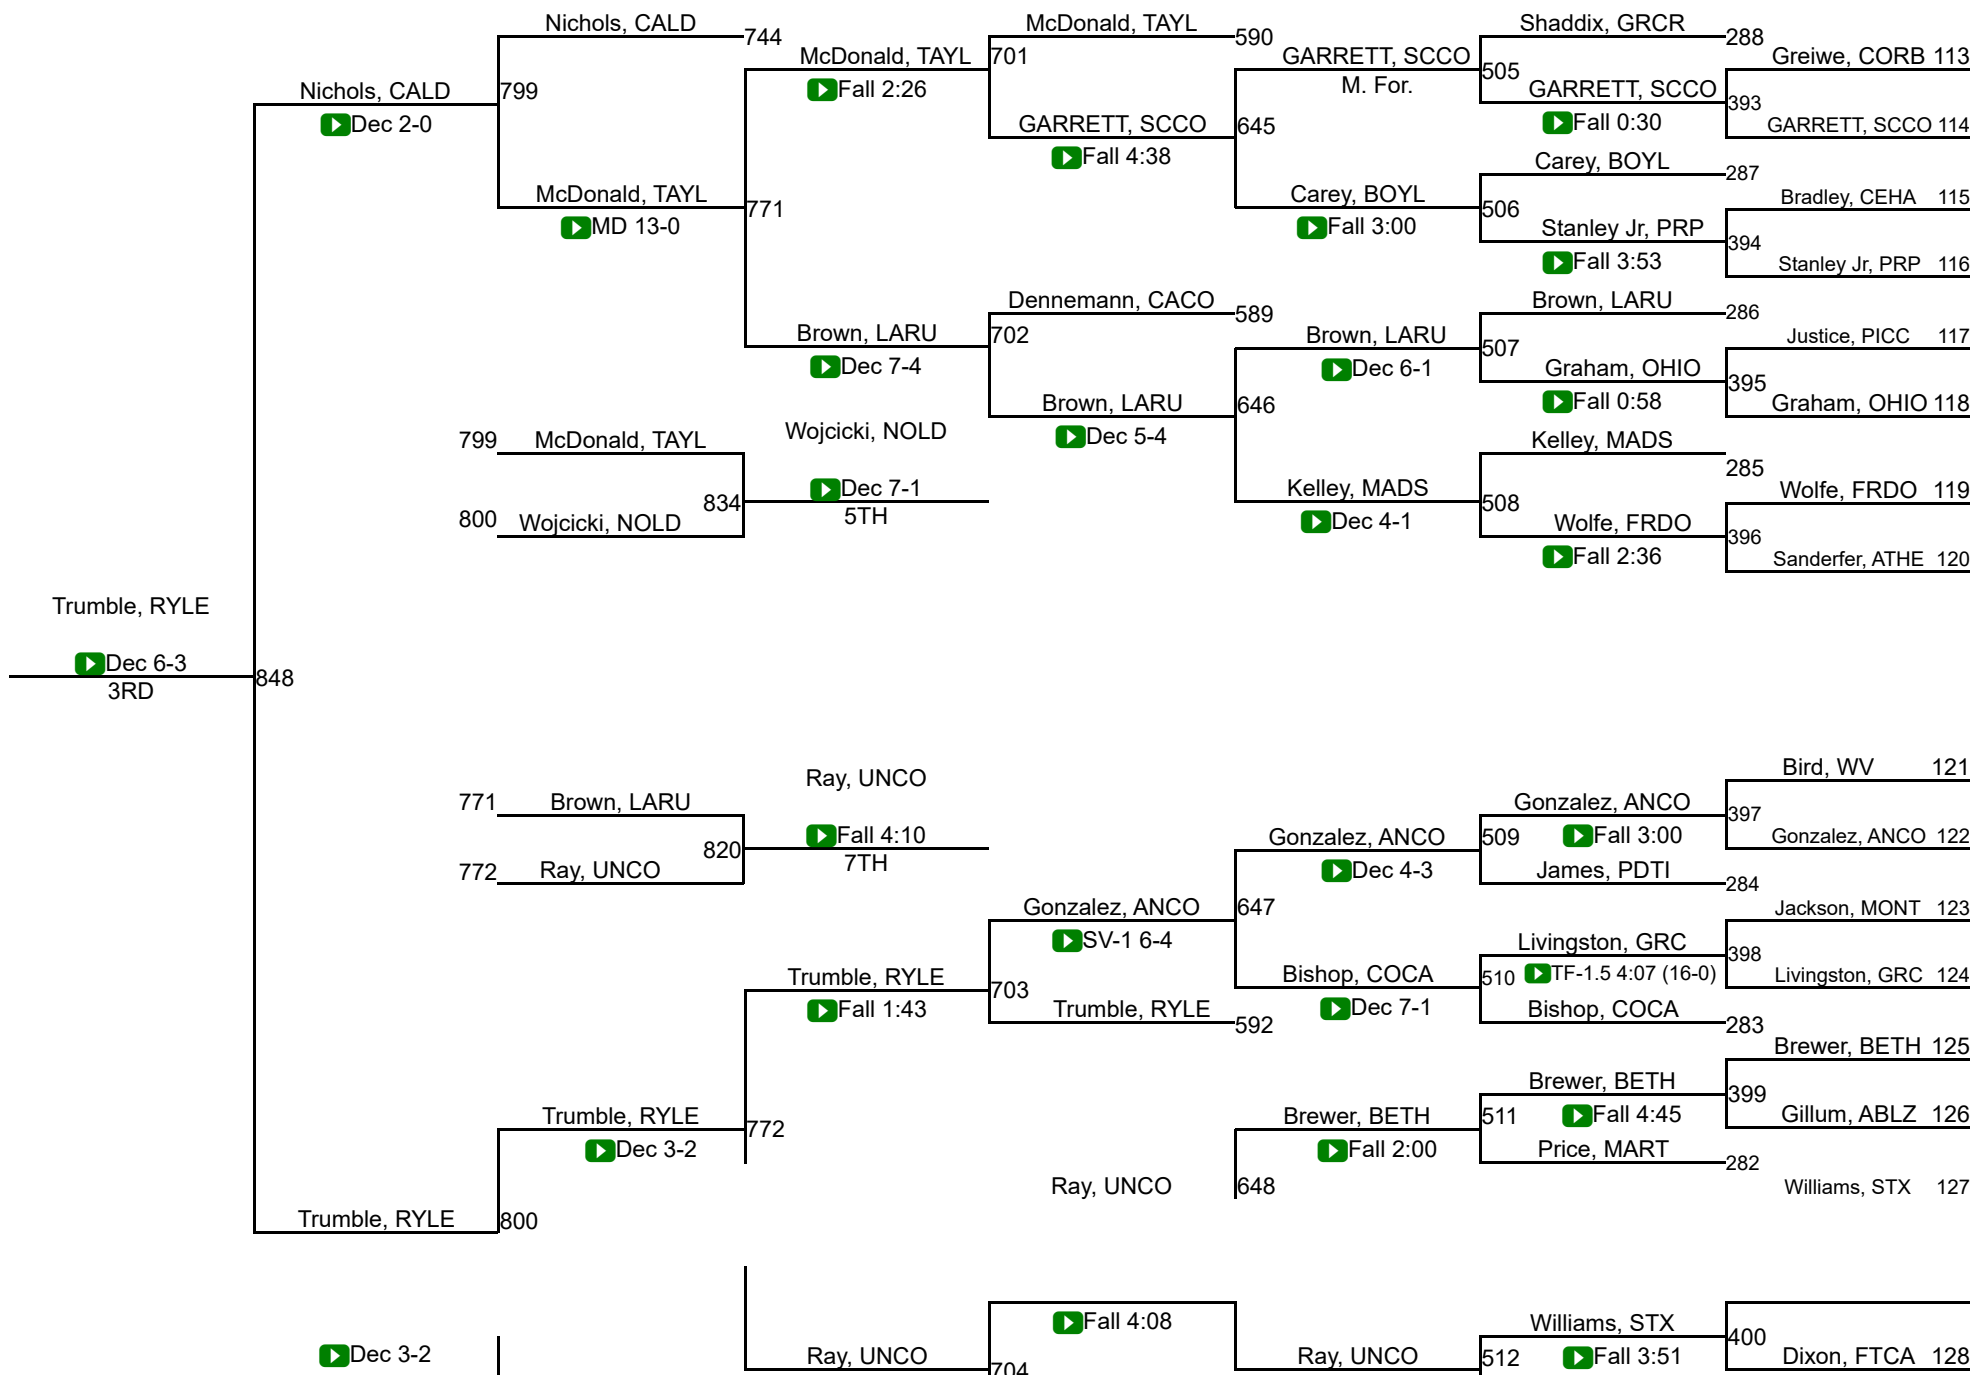 Nichols, CALD
744
McDonald, TAYL
590
Shaddix, GRCR
288
McDonald, TAYL
701
GARRETT, SCCO
Greiwe, CORB 113
Nichols, CALD
799
Fall 2:26
M. For.
505
GARRETT, SCCO
393
Dec 2-0
GARRETT, SCCO
645
Fall 0:30
GARRETT, SCCO 114
Fall 4:38
Carey, BOYL
287
McDonald, TAYL
771
Carey, BOYL
506
Bradley, CEHA 115
MD 13-0
Fall 3:00
Stanley Jr, PRP
394
Fall 3:53
Stanley Jr, PRP 116
Dennemann, CACO
589
Brown, LARU
286
Brown, LARU
702
Brown, LARU
507
Justice, PICC 117
Dec 7-4
Dec 6-1
Graham, OHIO
395
Brown, LARU
646
Fall 0:58
Graham, OHIO 118
799 McDonald, TAYL
Wojcicki, NOLD
Dec 5-4
Kelley, MADS
285
834
Dec 7-1
Kelley, MADS
508
Wolfe, FRDO 119
800 Wojcicki, NOLD
5TH
Dec 4-1
Wolfe, FRDO
396
Fall 2:36
Sanderfer, ATHE 120
Trumble, RYLE
Dec 6-3
848
3RD
Ray, UNCO
Bird, WV 121
771 Brown, LARU
Gonzalez, ANCO
397
820
Fall 4:10
Gonzalez, ANCO
509
Fall 3:00
Gonzalez, ANCO 122
772 Ray, UNCO
7TH
Dec 4-3
James, PDTI
284
Gonzalez, ANCO
647
Jackson, MONT 123
SV-1 6-4
Livingston, GRC
398
Trumble, RYLE
703
Bishop, COCA
510
TF-1.5 4:07 (16-0)
Livingston, GRC 124
Fall 1:43
Trumble, RYLE
592
Dec 7-1
Bishop, COCA
283
Brewer, BETH 125
Brewer, BETH
399
Trumble, RYLE
772
Brewer, BETH
511
Fall 4:45
Gillum, ABLZ 126
Dec 3-2
Fall 2:00
Price, MART
282
Ray, UNCO
648
Williams, STX 127
Trumble, RYLE
800
Fall 4:08
Williams, STX
400
Dec 3-2
Ray, UNCO
704
Ray, UNCO
512
Fall 3:51
Dixon, FTCA 128